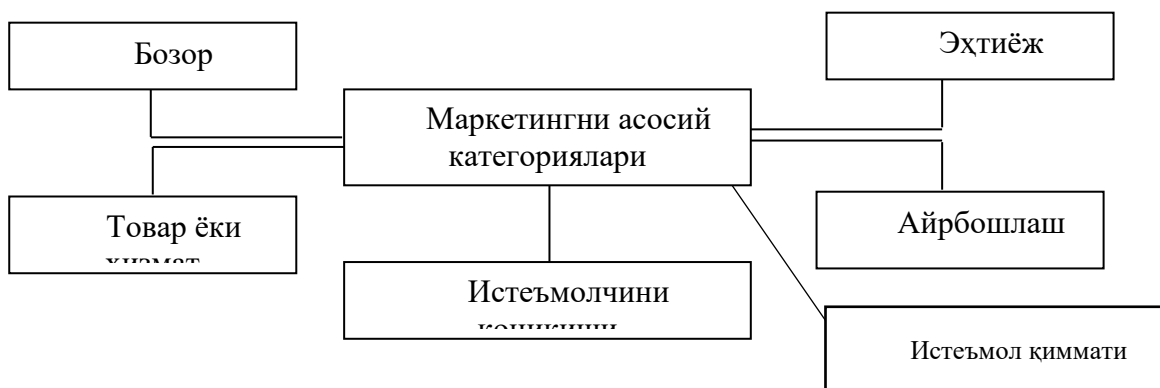 Бозор
Эҳтиёж
Маркетингни асосий
категориялари
Товар ёки
Айрбошлаш
Истеъмолчини
Истеъмол қиммати